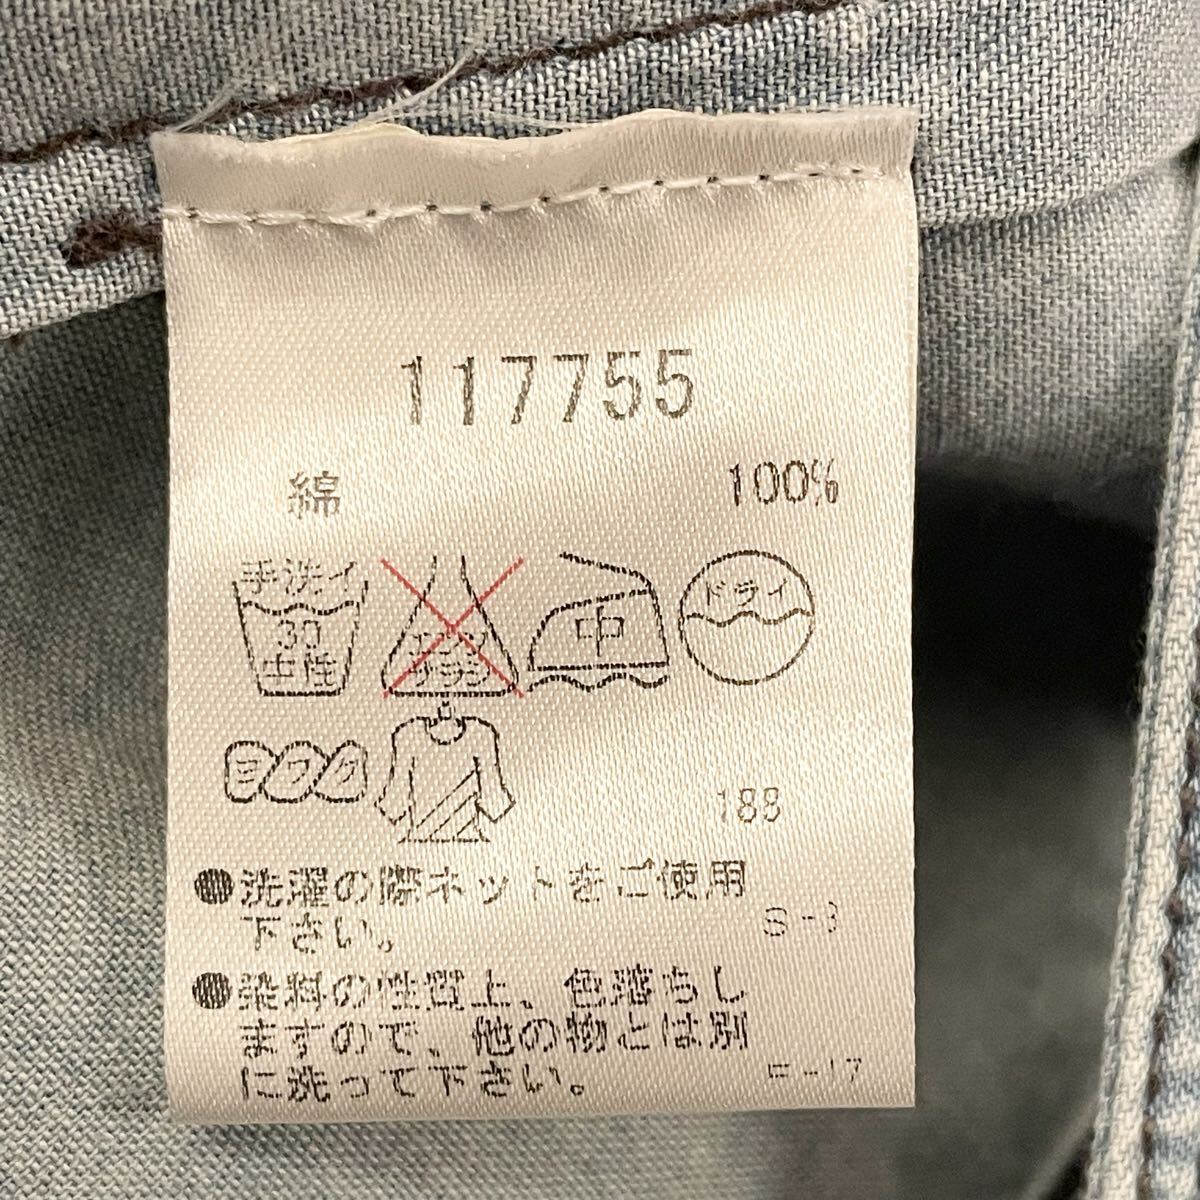 117755
綿 100%
手洗イ
30
中性
エンソ
サラシ
中
ドライ
ヨワク
188
●洗濯の際ネットをご使用
下さい。
S-3
●染料の性質上、色落ちし
ますので、他の物とは別
に洗って下さい。